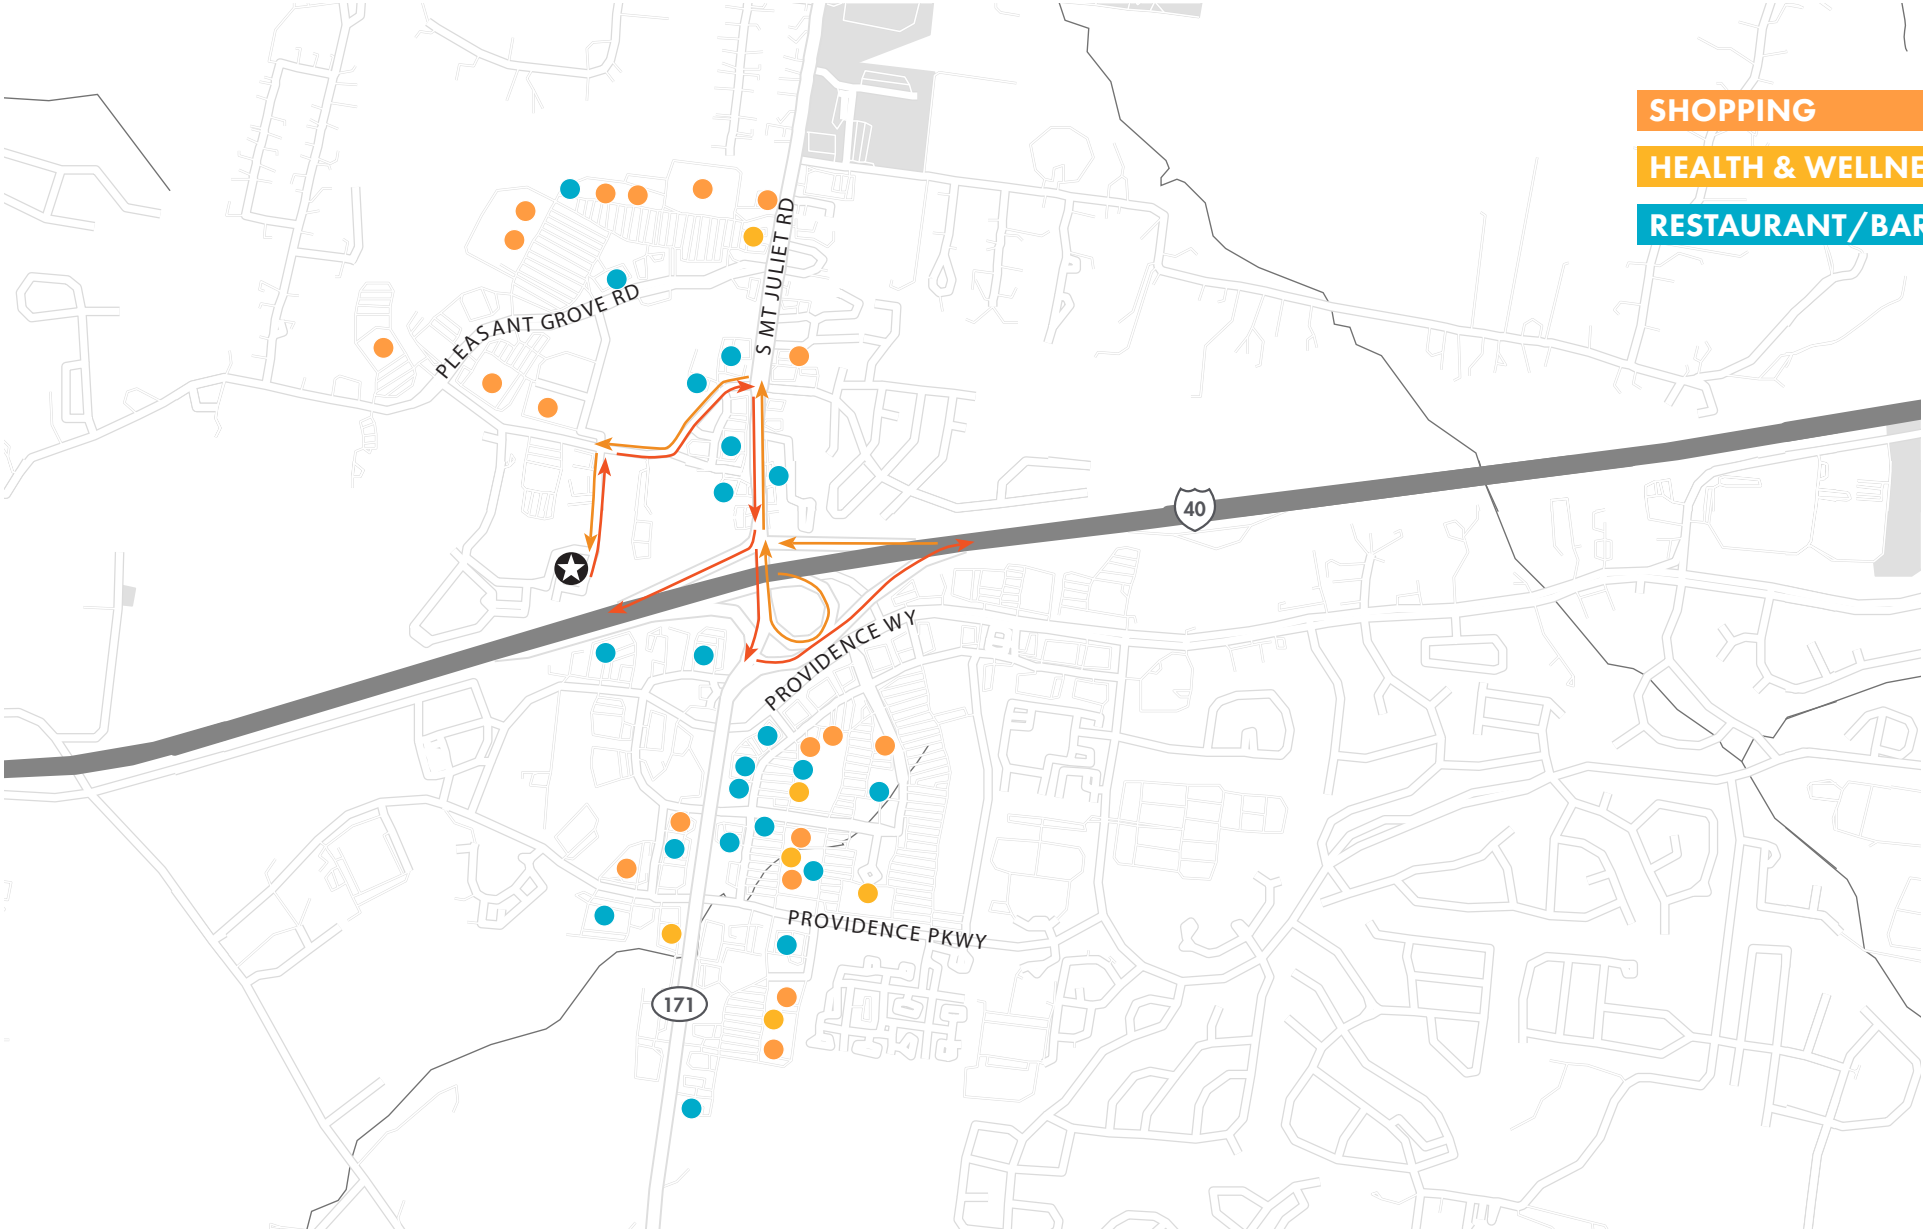 SHOPPING
HEALTH & WELLNE
RESTAURANT/BAR
S MT JULIET RD
PLEASANT GROVE RD
40
PROVIDENCE WY
PROVIDENCE PKWY
171